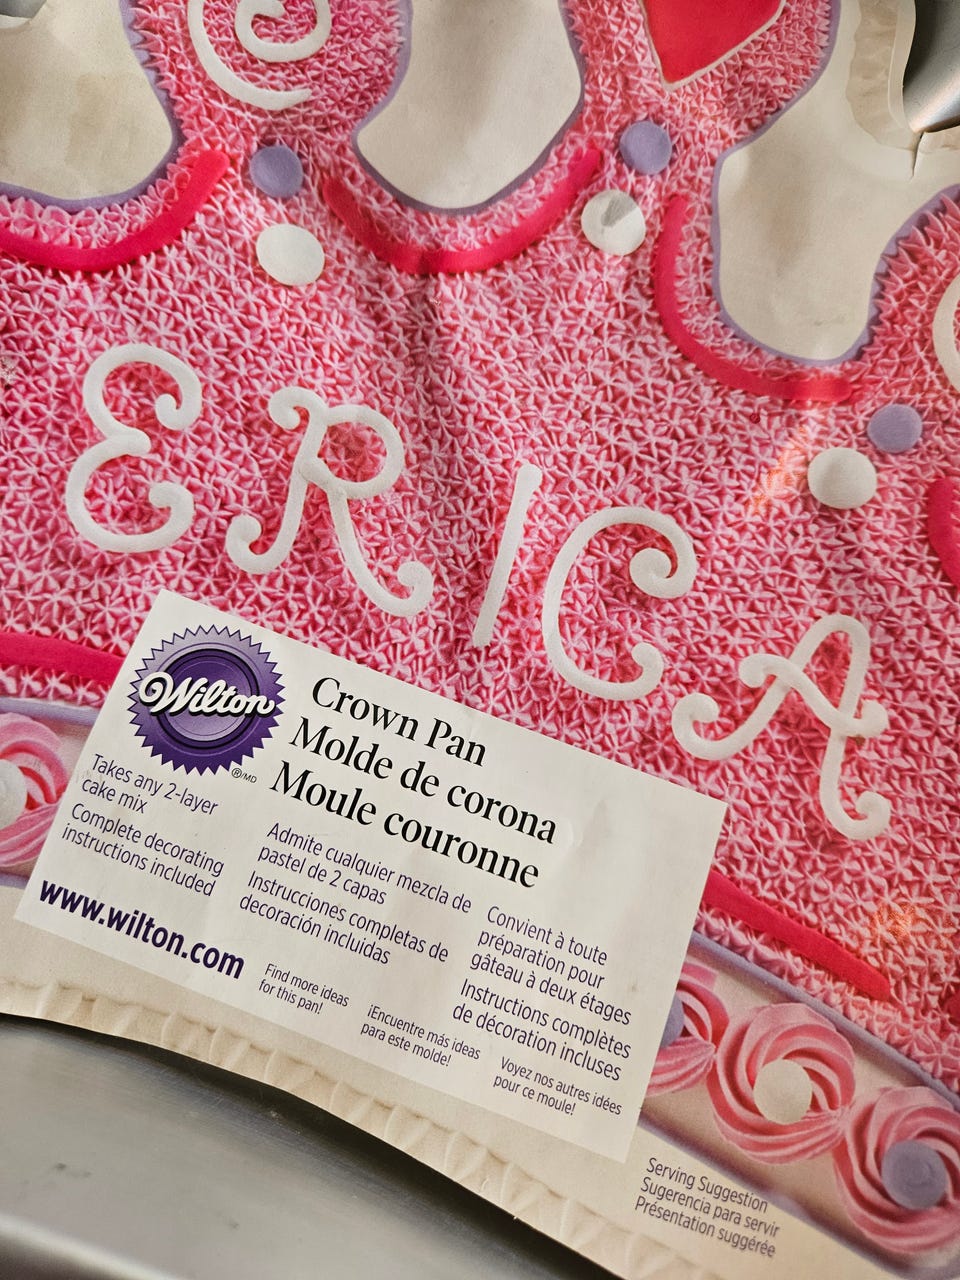 ERICA
Wilton
®/MD
Crown Pan
Molde de corona
Moule couronne
Takes any 2-layer
cake mix
Complete decorating
instructions included
www.wilton.com
Admite cualquier mezcla de
pastel de 2 capas
Instrucciones completas de
decoración incluidas
Convient à toute
préparation pour
gâteau à deux étages
Instructions complètes
de décoration incluses
Find more ideas
for this pan!
¡Encuentre más ideas
para este molde!
Voyez nos autres idées
pour ce moule!
Serving Suggestion
Sugerencia para servir
Présentation suggérée